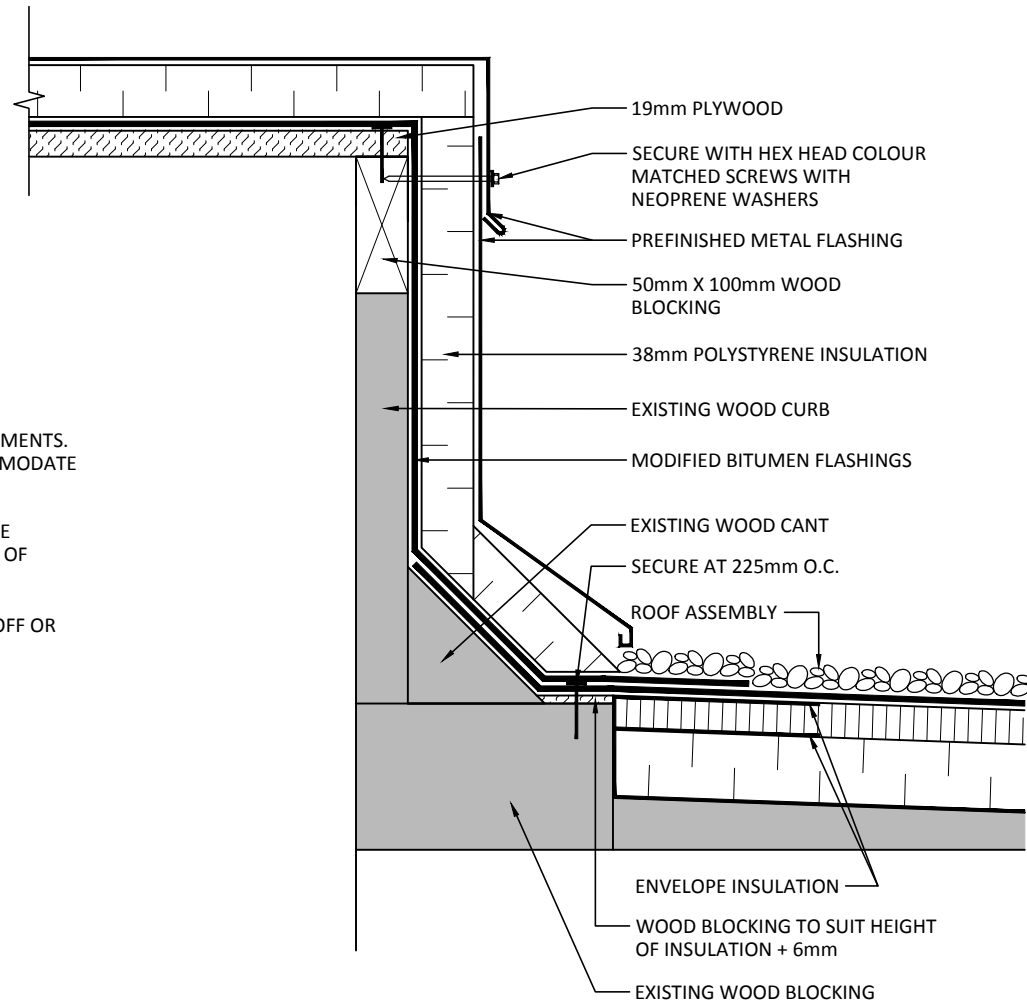 19mm PLYWOOD
SECURE WITH HEX HEAD COLOUR
MATCHED SCREWS WITH
NEOPRENE WASHERS
PREFINISHED METAL FLASHING
50mm X 100mm WOOD
BLOCKING
38mm POLYSTYRENE INSULATION
EXISTING WOOD CURB
MODIFIED BITUMEN FLASHINGS
EXISTING WOOD CANT
SECURE AT 225mm O.C.
ROOF ASSEMBLY
ENVELOPE INSULATION
WOOD BLOCKING TO SUIT HEIGHT
OF INSULATION + 6mm
EXISTING WOOD BLOCKING
MENTS.
MODATE
E
OF
OFF OR